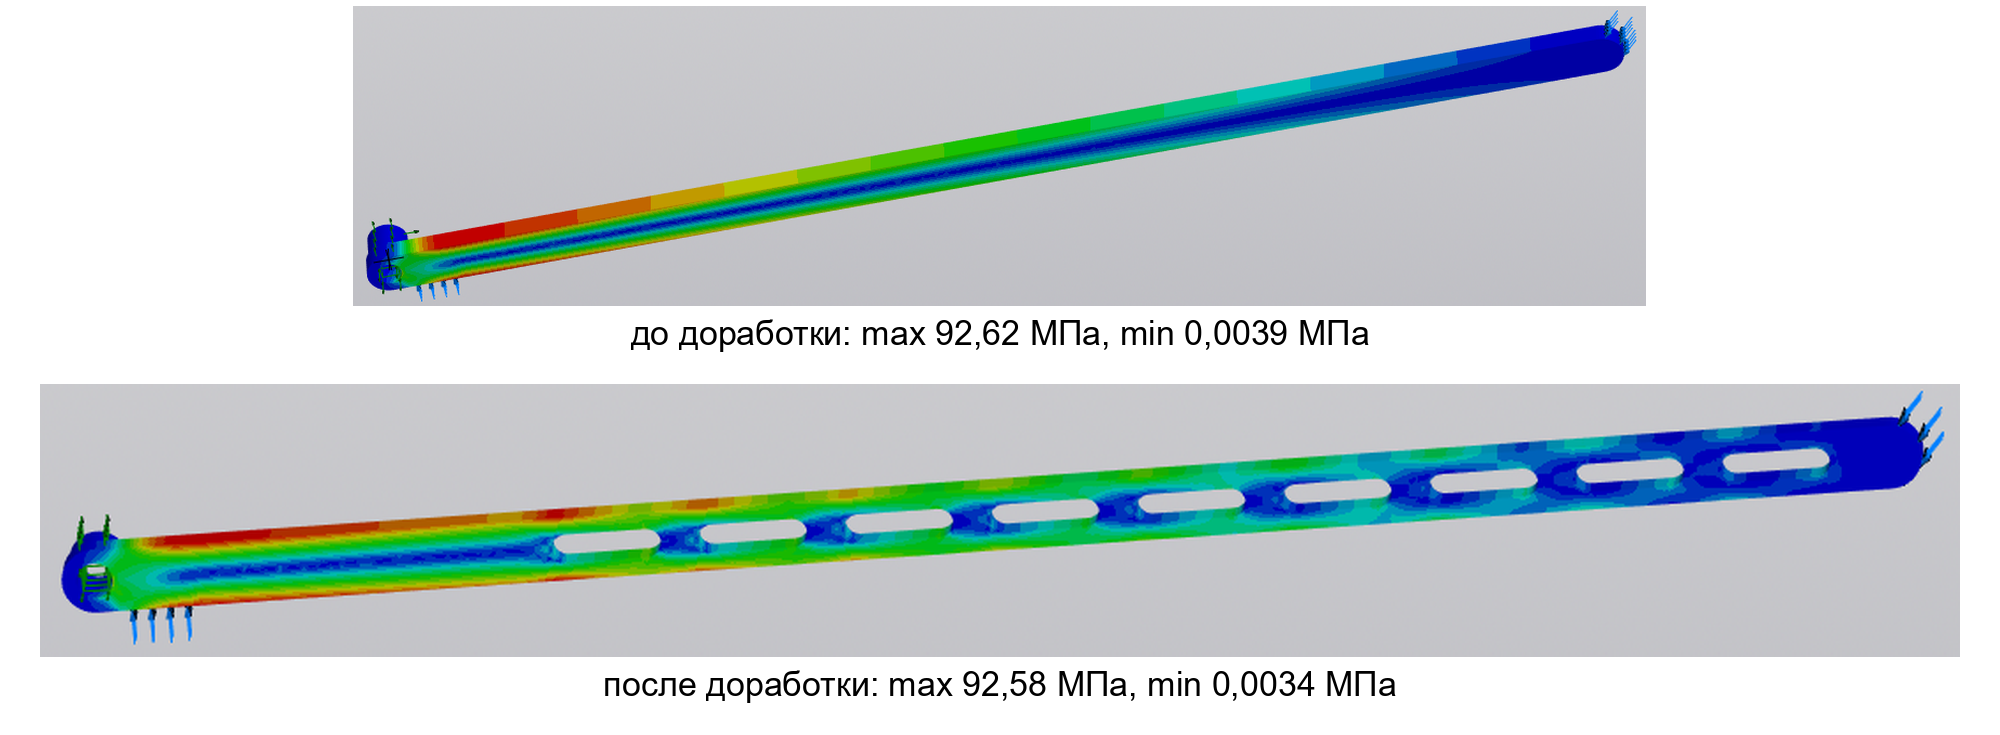 до доработки: max 92,62 МПа, min 0,0039 МПа
после доработки: max 92,58 МПа, min 0,0034 МПа